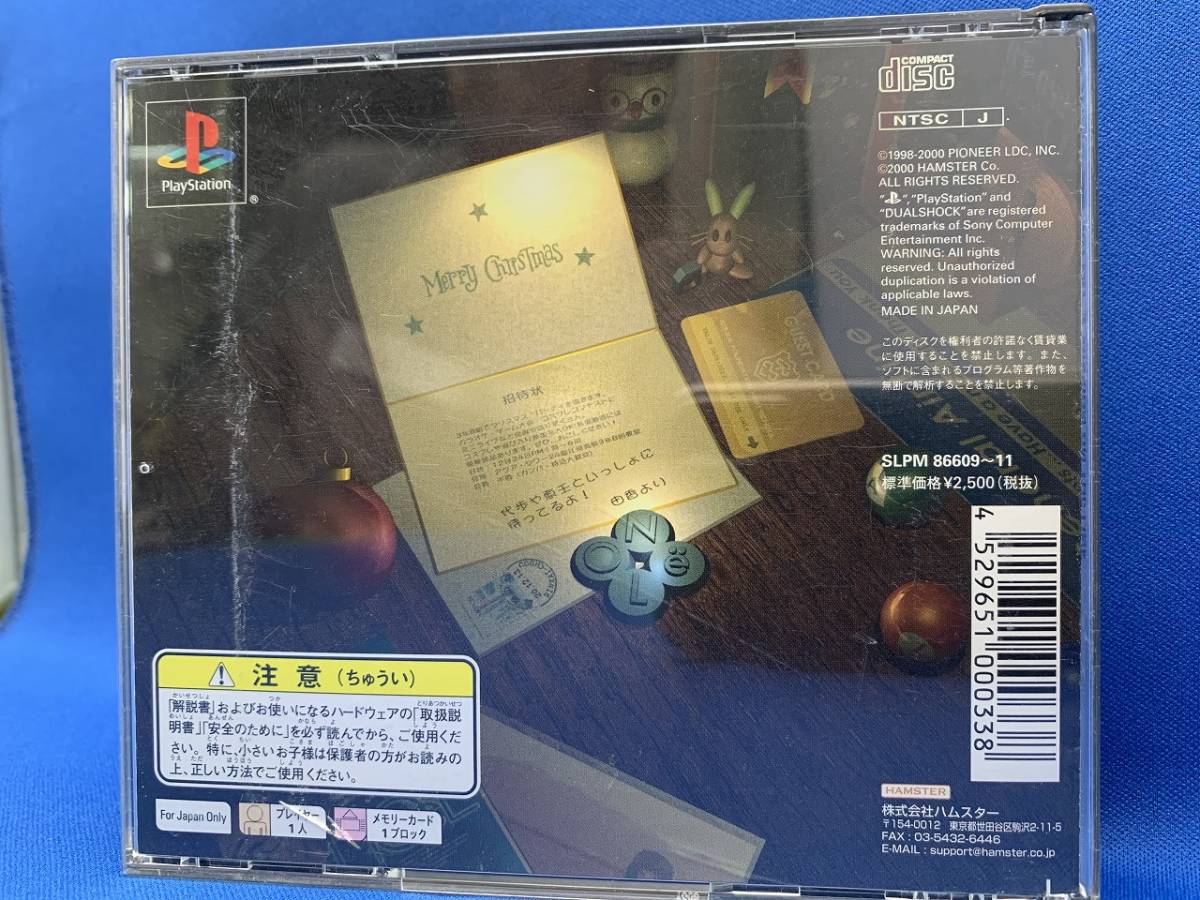 PlayStation
®
COMPACT
disc
NTSC J
©1998-2000 PIONEER LDC, INC.
©2000 HAMSTER Co.
ALL RIGHTS RESERVED.
" ", "PlayStation" and
"DUALSHOCK" are registered
trademarks of Sony Computer
Entertainment Inc.
WARNING: All rights
reserved. Unauthorized
duplication is a violation of
applicable laws.
MADE IN JAPAN
このディスクを権利者の許諾なく賃貸業
に使用することを禁止します。また、
ソフトに含まれるプログラム等著作物を
無断で解析することを禁止します。
SLPM 86609〜11
標準価格¥2,500(税抜)
4 529651 000338
Merry Christmas
招待状
代歩や麻王といっしょに
待ってるよ! 由香より
GUEST CARD
NOëL
注意(ちゅうい)
「解説書」およびお使いになるハードウェアの「取扱説
明書」「安全のために」を必ず読んでから、ご使用くだ
さい。特に、小さいお子様は保護者の方がお読みの
上、正しい方法でご使用ください。
For Japan Only
プレイヤー
1人
メモリーカード
1ブロック
HAMSTER
株式会社ハムスター
〒154-0012 東京都世田谷区駒沢2-11-5
FAX : 03-5432-6446
E-MAIL : support@hamster.co.jp